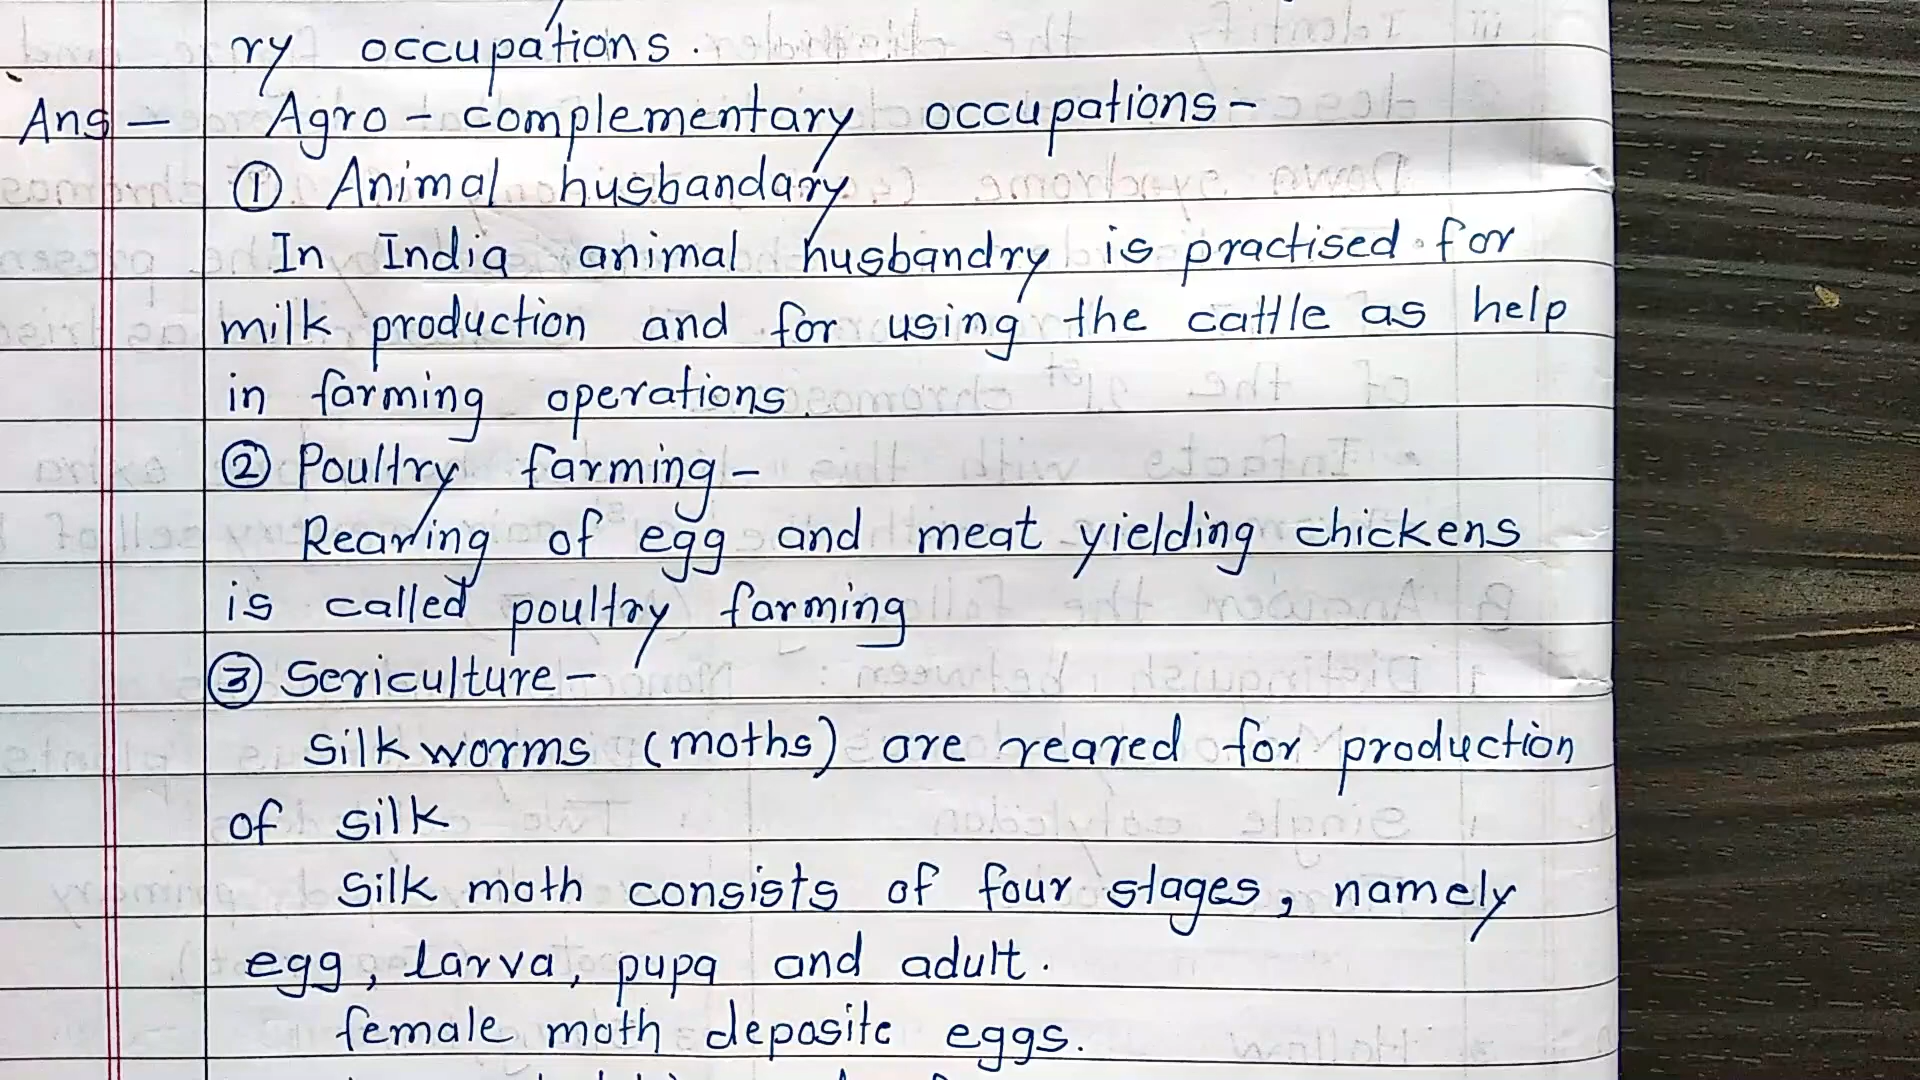 ry occupations.
Ans - Agro - complementary occupations -
① Animal husbandary
In India animal husbandry is practised for
milk production and for using the cattle as help
in farming operations.
② Poultry farming -
Rearing of egg and meat yielding chickens
is called poultry farming
③ Sericulture -
Silk worms (moths) are reared for production
of silk
Silk moth consists of four stages, namely
egg, larva, pupa and adult.
female moth deposite eggs.